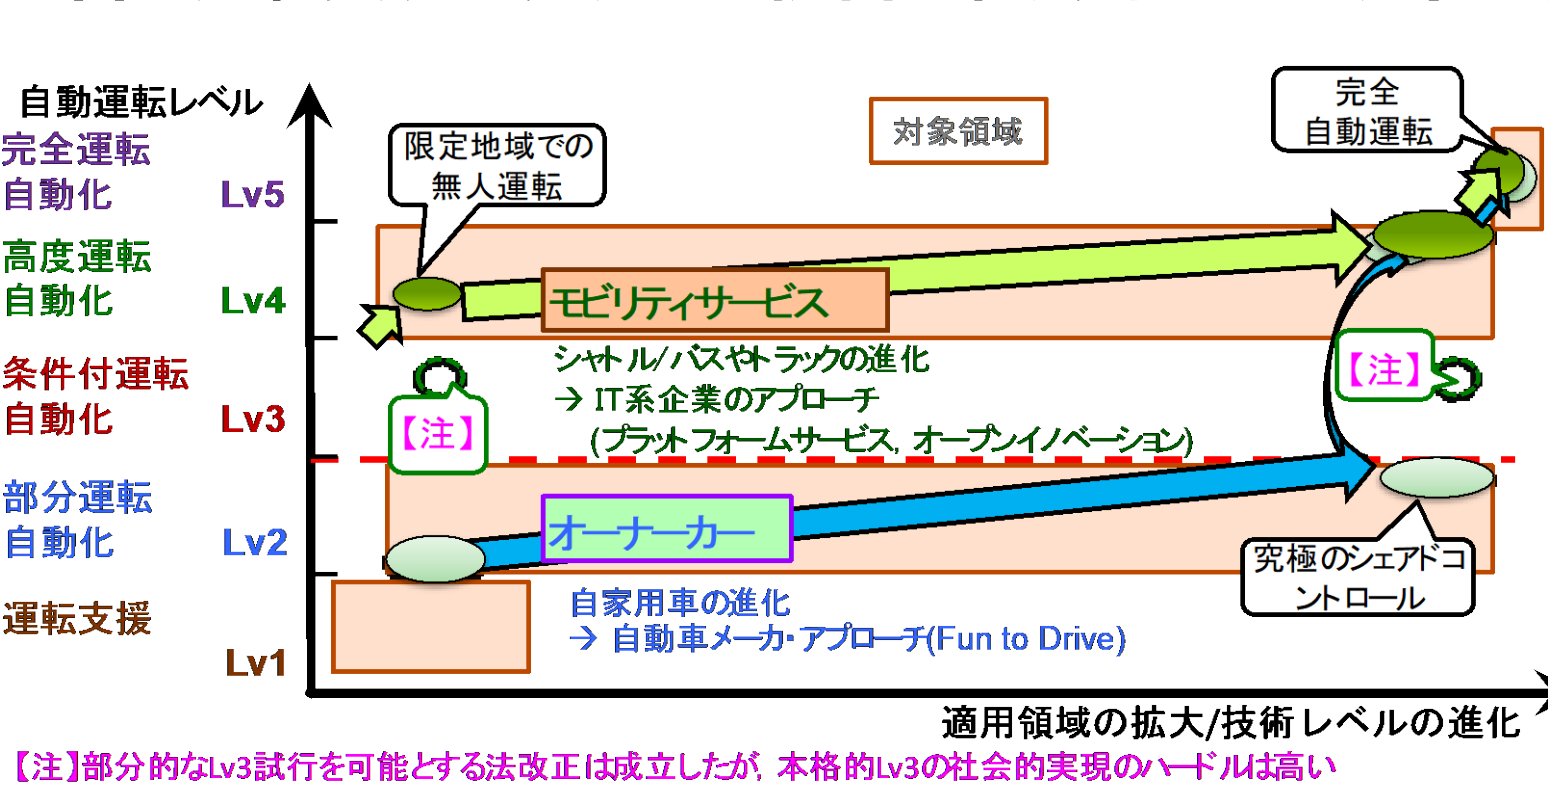 自動運転レベル
完全運転
自動化 Lv5
高度運転
自動化 Lv4
条件付運転
自動化 Lv3
部分運転
自動化 Lv2
運転支援
Lv1
限定地域での
無人運転
対象領域
完全
自動運転
モビリティサービス
シャトル/バスやトラックの進化
→ IT系企業のアプローチ
(プラットフォームサービス, オープンイノベーション)
【注】
【注】
オーナーカー
自家用車の進化
→ 自動車メーカ・アプローチ(Fun to Drive)
究極のシェアドコ
ントロール
適用領域の拡大/技術レベルの進化
【注】部分的なLv3試行を可能とする法改正は成立したが, 本格的Lv3の社会的実現のハードルは高い